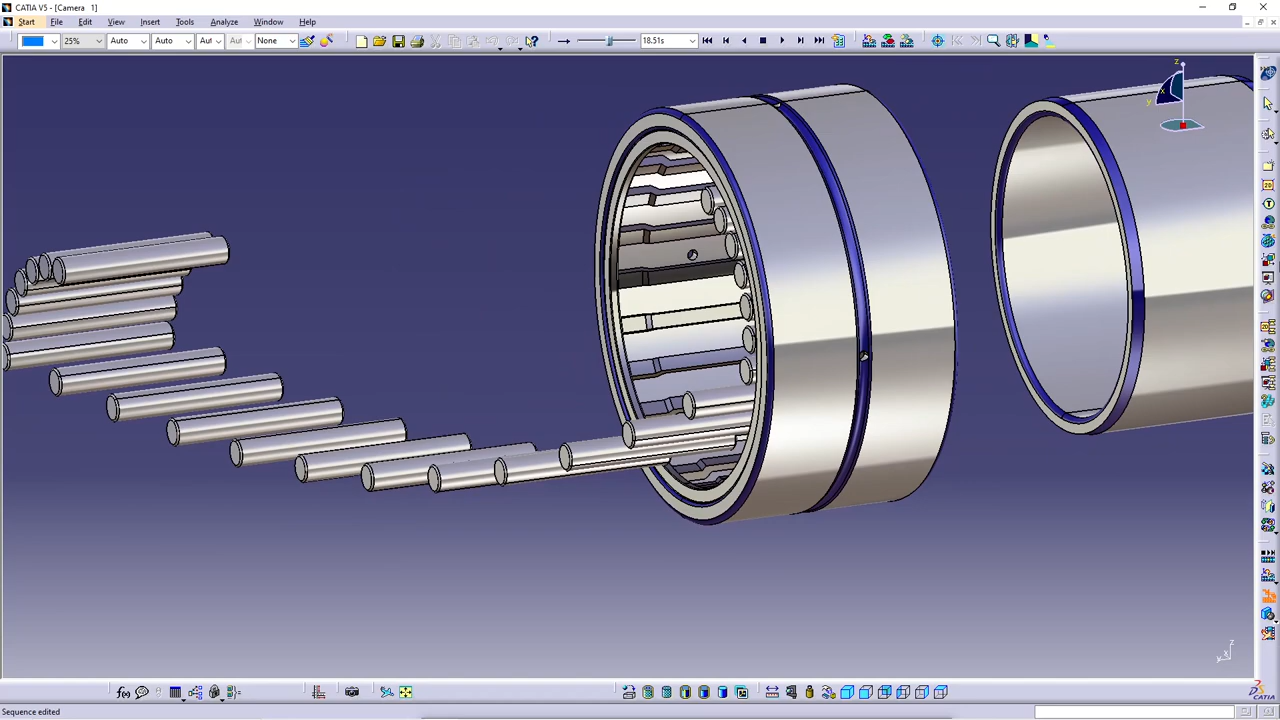 CATIA V5 - [Camera 1]
Start File Edit View Insert Tools Analyze Window Help
25% Auto Auto Aut Aut None 18.51s
z
x
y
f(x)
z
x
y
CATIA
Sequence edited